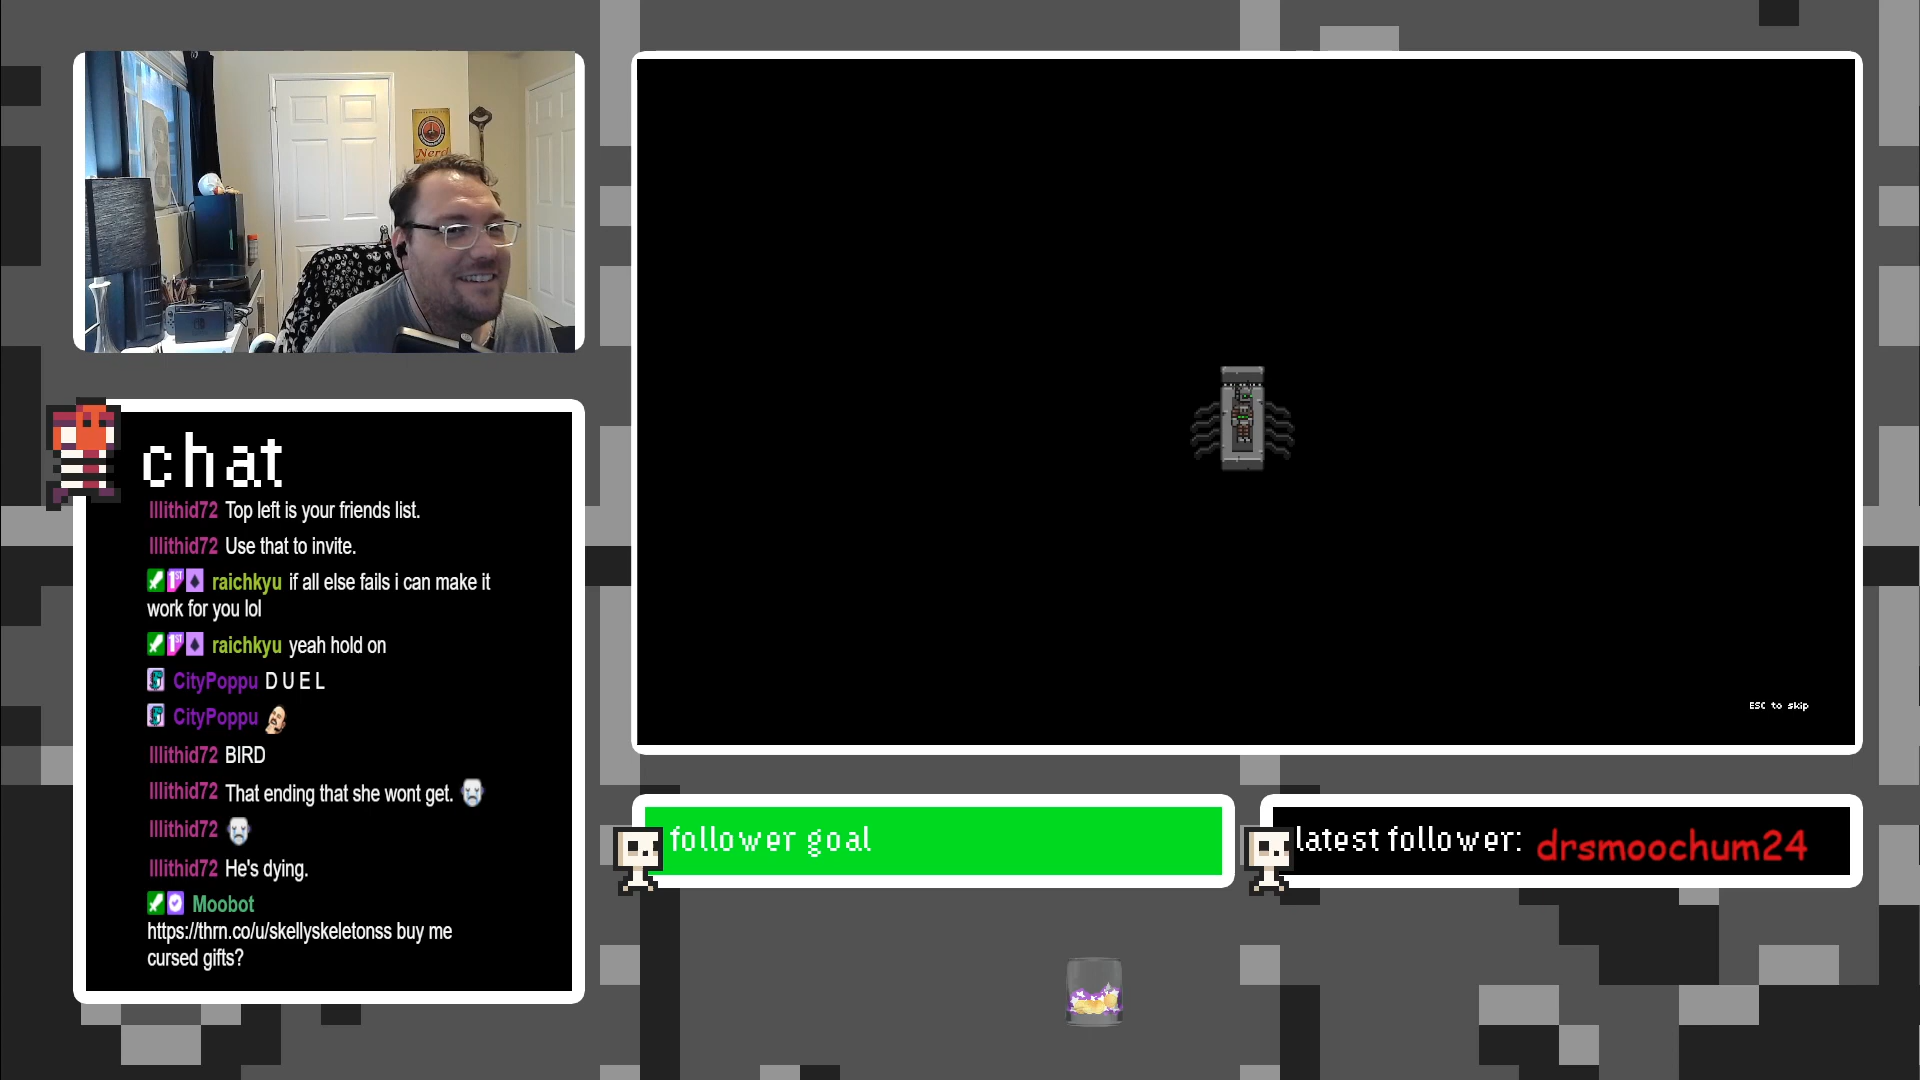 Nerd
chat
Illithid72 Top left is your friends list.
Illithid72 Use that to invite.
1ST raichkyu if all else fails i can make it
work for you lol
1ST raichkyu yeah hold on
CityPoppu D U E L
CityPoppu
Illithid72 BIRD
Illithid72 That ending that she wont get.
Illithid72
Illithid72 He's dying.
Moobot
https://thrn.co/u/skellyskeletonss buy me
cursed gifts?
ESC to skip
follower goal
latest follower: drsmoochum24